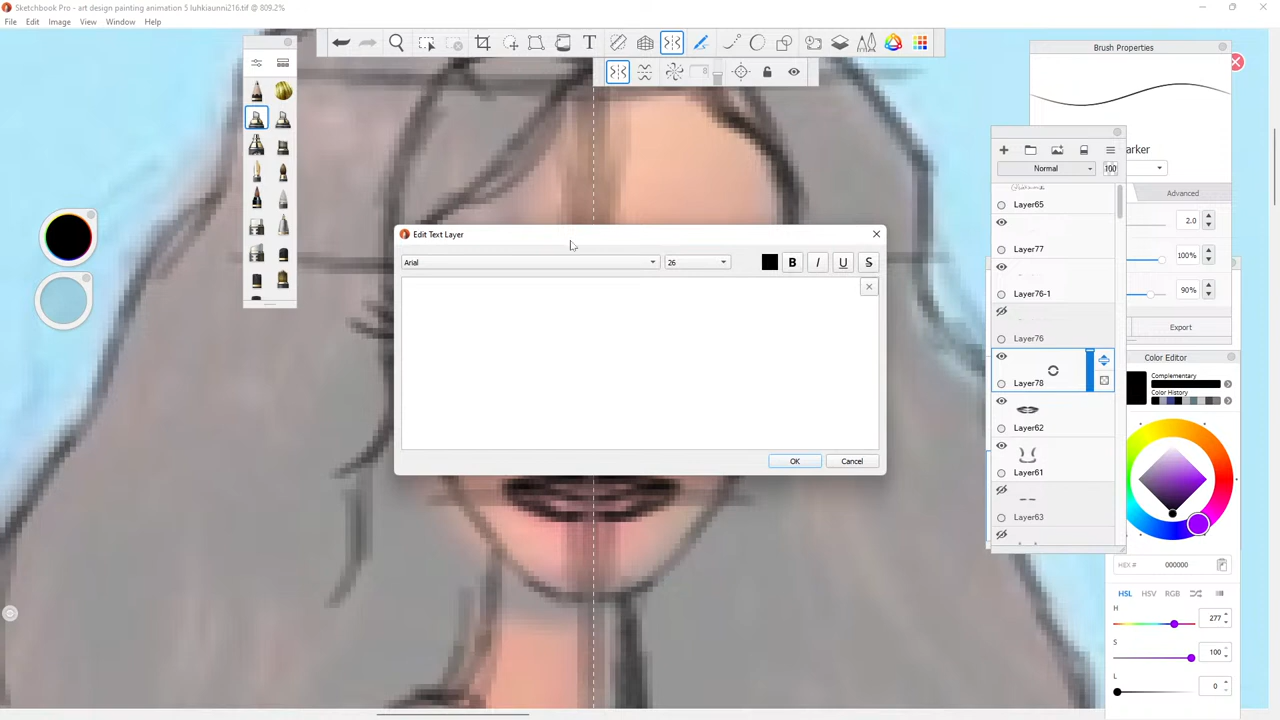 Sketchbook Pro - art design painting animation 5 luhkiaunni216.tif @ 809.2%
File Edit Image View Window Help
Brush Properties
arker
Normal 100
Advanced
Layer65
2.0
Layer77
100%
Layer76-1
90%
Export
Layer76
Edit Text Layer
Arial 26 B I U S
OK Cancel
Color Editor
Complementary
Color History
Layer78
Layer62
Layer61
Layer63
HEX # 000000
HSL HSV RGB
H 277
S 100
L 0